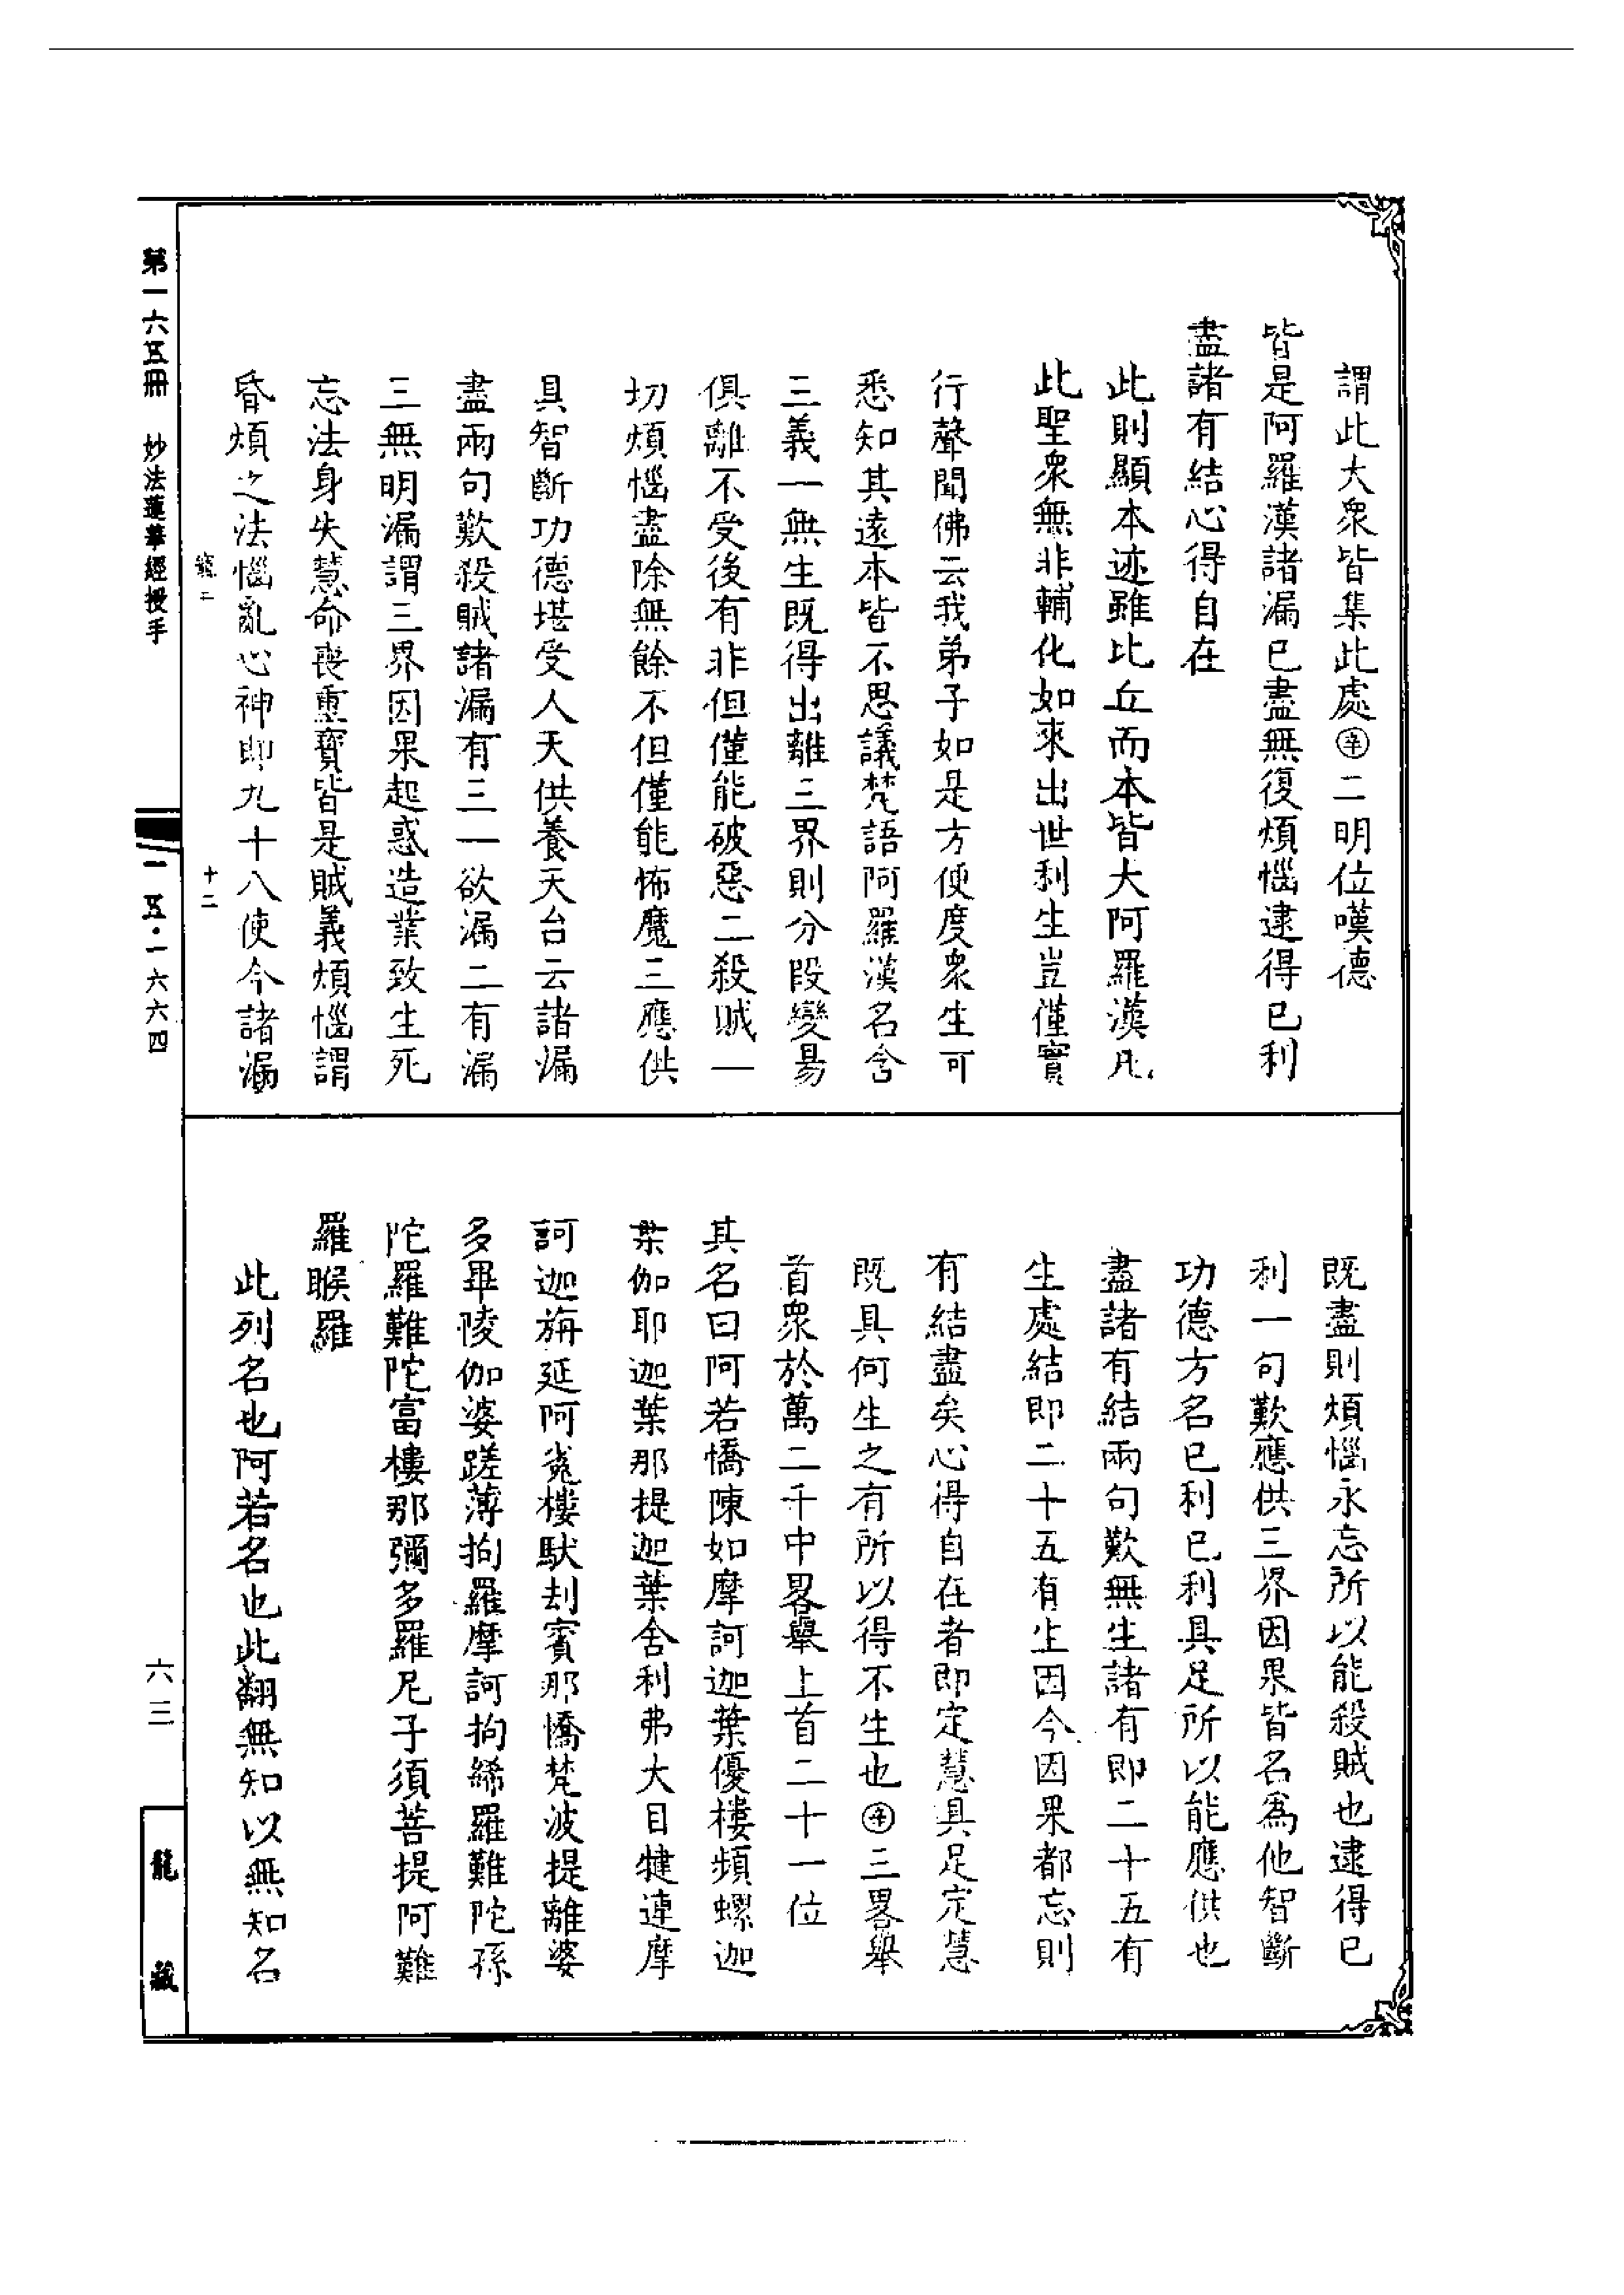 謂此大眾皆集此處㊛二明位嘆德
皆是阿羅漢諸漏已盡無復煩惱逮得已利
盡諸有結心得自在
此則顯本迹雖比丘而本皆大阿羅漢凡
此聖眾無非輔化如來出世利生豈僅實
行聲聞佛云我弟子如是方便度眾生可
悉知其遠本皆不思議梵語阿羅漢名含
三義一無生既得出離三界則分段變易
俱離不受後有非但僅能破惡二殺賊一
切煩惱盡除無餘不但僅能怖魔三應供
具智斷功德堪受人天供養天台云諸漏
盡兩句歎殺賊諸漏有三一欲漏二有漏
三無明漏謂三界因果起惑造業致生死
忘法身失慧命喪重寶皆是賊義煩惱謂
昏煩之法惱亂心神即九十八使今諸漏
既盡則煩惱永忘所以能殺賊也逮得已
利一句歎應供三界因果皆名為他智斷
功德方名已利已利具足所以能應供也
盡諸有結兩句歎無生諸有即二十五有
生處結即二十五有生因今因果都忘則
有結盡矣心得自在者即定慧具足定慧
既具何生之有所以得不生也三畧舉
首眾於萬二千中畧舉上首二十一位
其名曰阿若憍陳如摩訶迦葉優樓頻螺迦
葉伽耶迦葉那提迦葉舍利弗大目犍連摩
訶迦旃延阿㝹樓馱刦賓那憍梵波提離婆
多畢陵伽婆蹉薄拘羅摩訶拘絺羅難陀孫
陀羅難陀富樓那彌多羅尼子須菩提阿難
羅睺羅
此列名也阿若名也此翻無知以無知名
十二
第一六五冊 妙法蓮華經授手
一五·一六六四
六三
龍藏